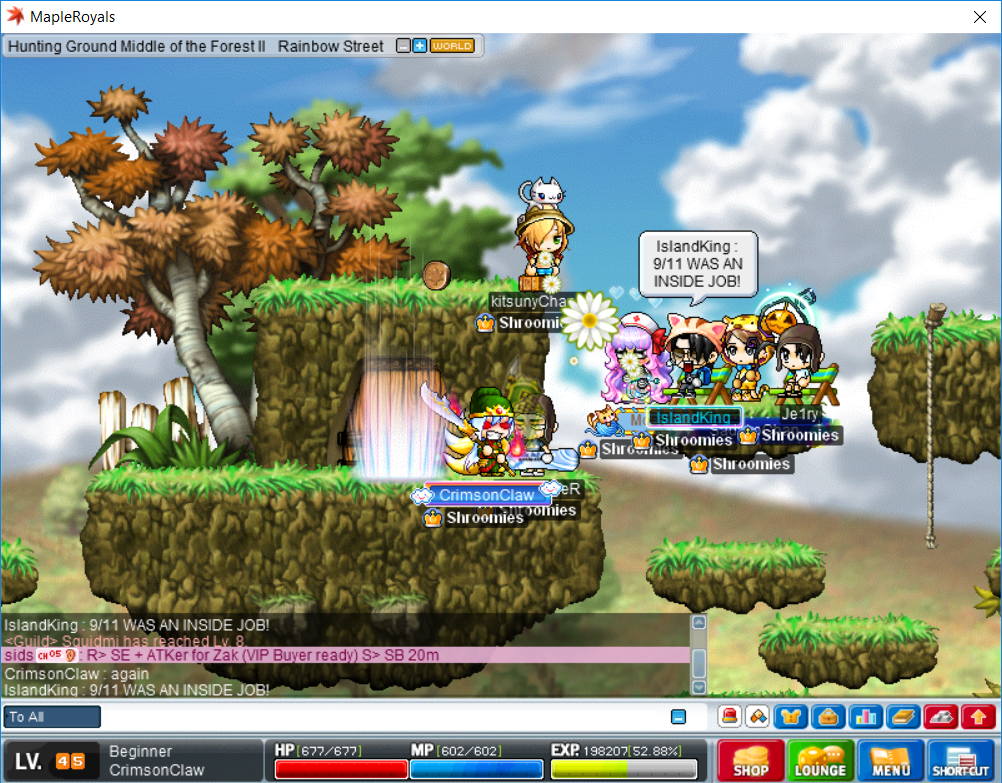 MapleRoyals
Hunting Ground Middle of the Forest II Rainbow Street WORLD
IslandKing :
9/11 WAS AN
INSIDE JOB!
kitsunyCha
Shroomi
IslandKing
Je1ry
Shroomies
Shroomies
Shroomies
Shroomies
CrimsonClaw eR
Shroomies
Shroomies
IslandKing : 9/11 WAS AN INSIDE JOB!
<Guild> Squidmi has reached Lv. 8.
sids CH05 : R> SE + ATKer for Zak (VIP Buyer ready) S> SB 20m
CrimsonClaw : again
IslandKing : 9/11 WAS AN INSIDE JOB!
To All
LV. 45 Beginner
CrimsonClaw
HP[677/677] MP[602/602] EXP. 198207[52.88%]
SHOP LOUNGE MENU SHORTCUT